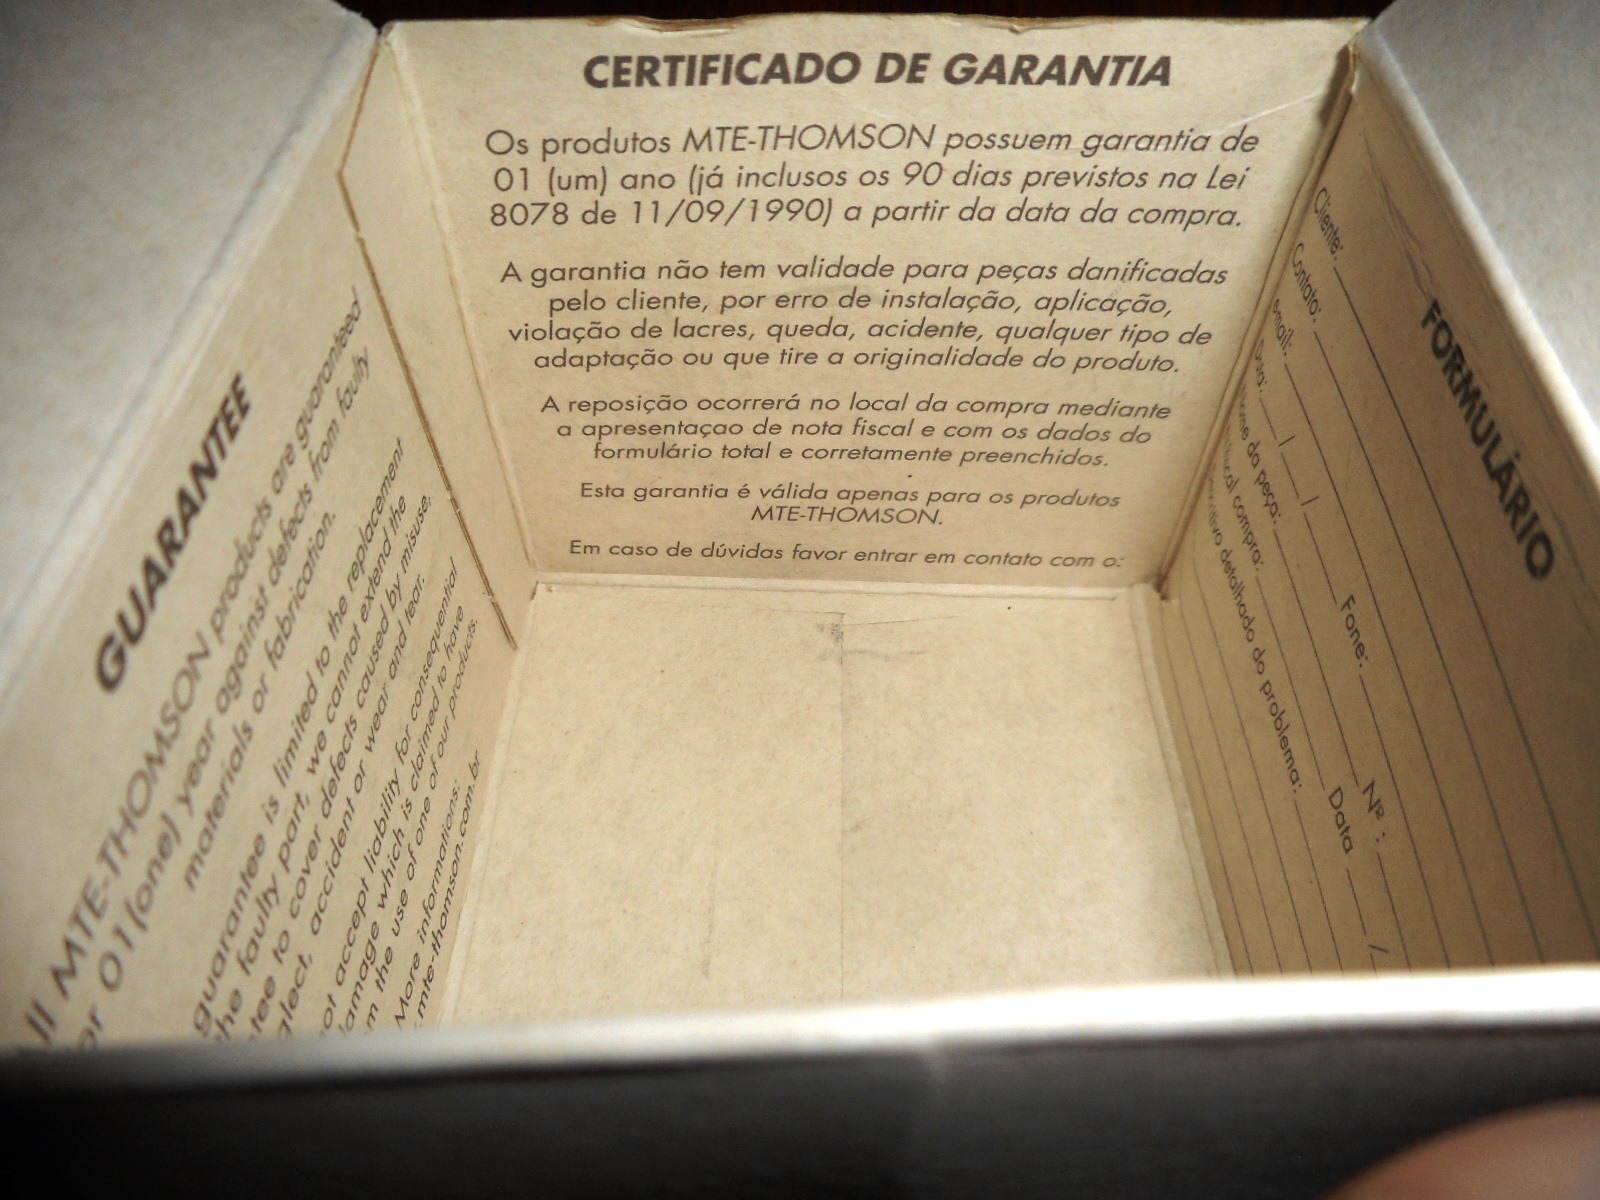 CERTIFICADO DE GARANTIA
Os produtos MTE-THOMSON possuem garantia de
01 (um) ano (já inclusos os 90 dias previstos na Lei
8078 de 11/09/1990) a partir da data da compra.
A garantia não tem validade para peças danificadas
pelo cliente, por erro de instalação, aplicação,
violação de lacres, queda, acidente, qualquer tipo de
adaptação ou que tire a originalidade do produto.
A reposição ocorrerá no local da compra mediante
a apresentaçao de nota fiscal e com os dados do
formulário total e corretamente preenchidos.
Esta garantia é válida apenas para os produtos
MTE-THOMSON.
Em caso de dúvidas favor entrar em contato com o:
GUARANTEE
MTE-THOMSON products are guaranteed
01 (one) year against defects from faulty
materials or fabrication.
guarantee is limited to the replacement
the faulty part, we cannot extend the
to cover defects caused by misuse,
accident or wear and tear.
accept liability for consequential
damage which is claimed to have
the use of one of our products.
More informations:
.mte-thomson.com.br
FORMULÁRIO
Cliente:
Contato: Fone:
email: Nº :
/ / Data /
da peça:
local compra:
detalhado do problema: